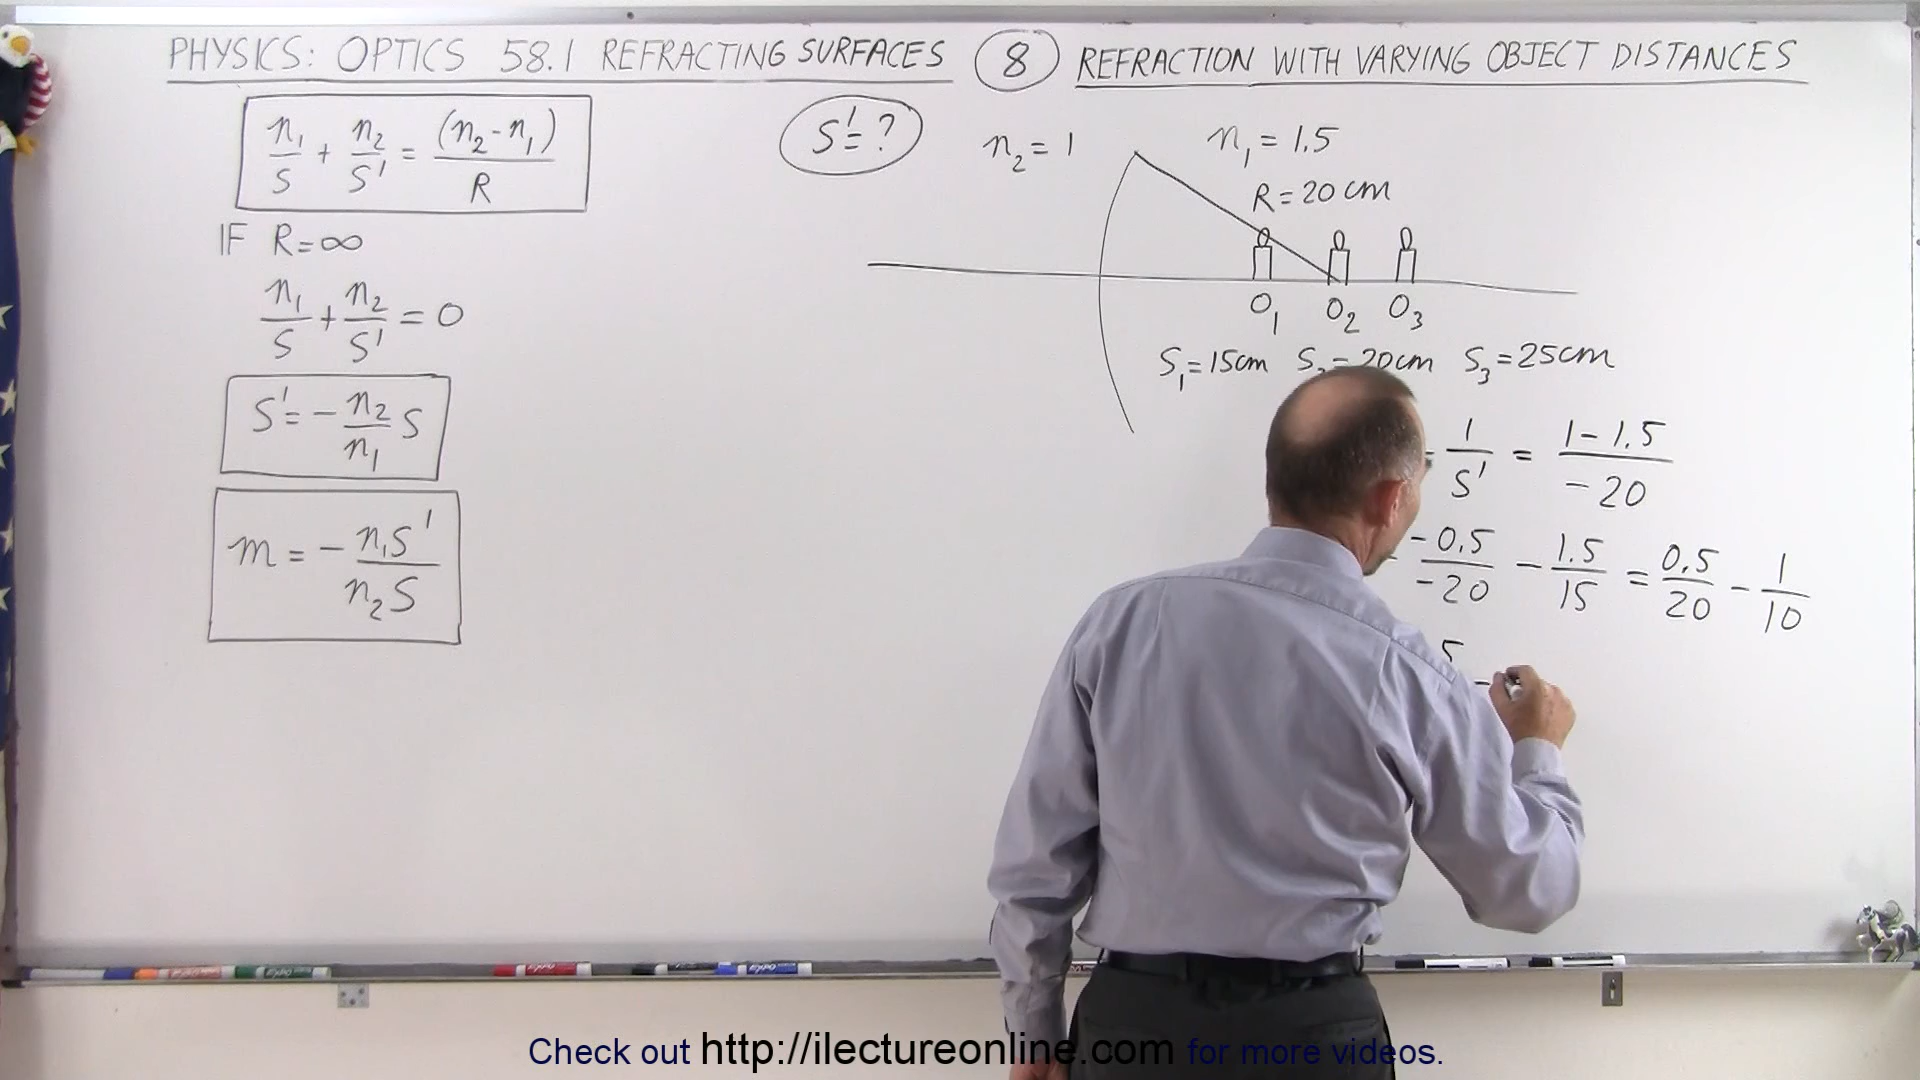 PHYSICS: OPTICS 58.1 REFRACTING SURFACES 8 REFRACTION WITH VARYING OBJECT DISTANCES
n₁/S + n₂/S' = (n₂-n₁)/R
IF R=∞
n₁/S + n₂/S' = 0
S' = - n₂/n₁ S
m = - n₁S'/n₂S
S' = ?
n₂ = 1
n₁ = 1.5
R = 20 cm
O₁ O₂ O₃
S₁=15cm S₂=20cm S₃=25cm
1/S' = 1-1.5/-20
-0.5/-20 - 1.5/15 = 0.5/20 - 1/10
5
Check out http://ilectureonline.com for more videos.